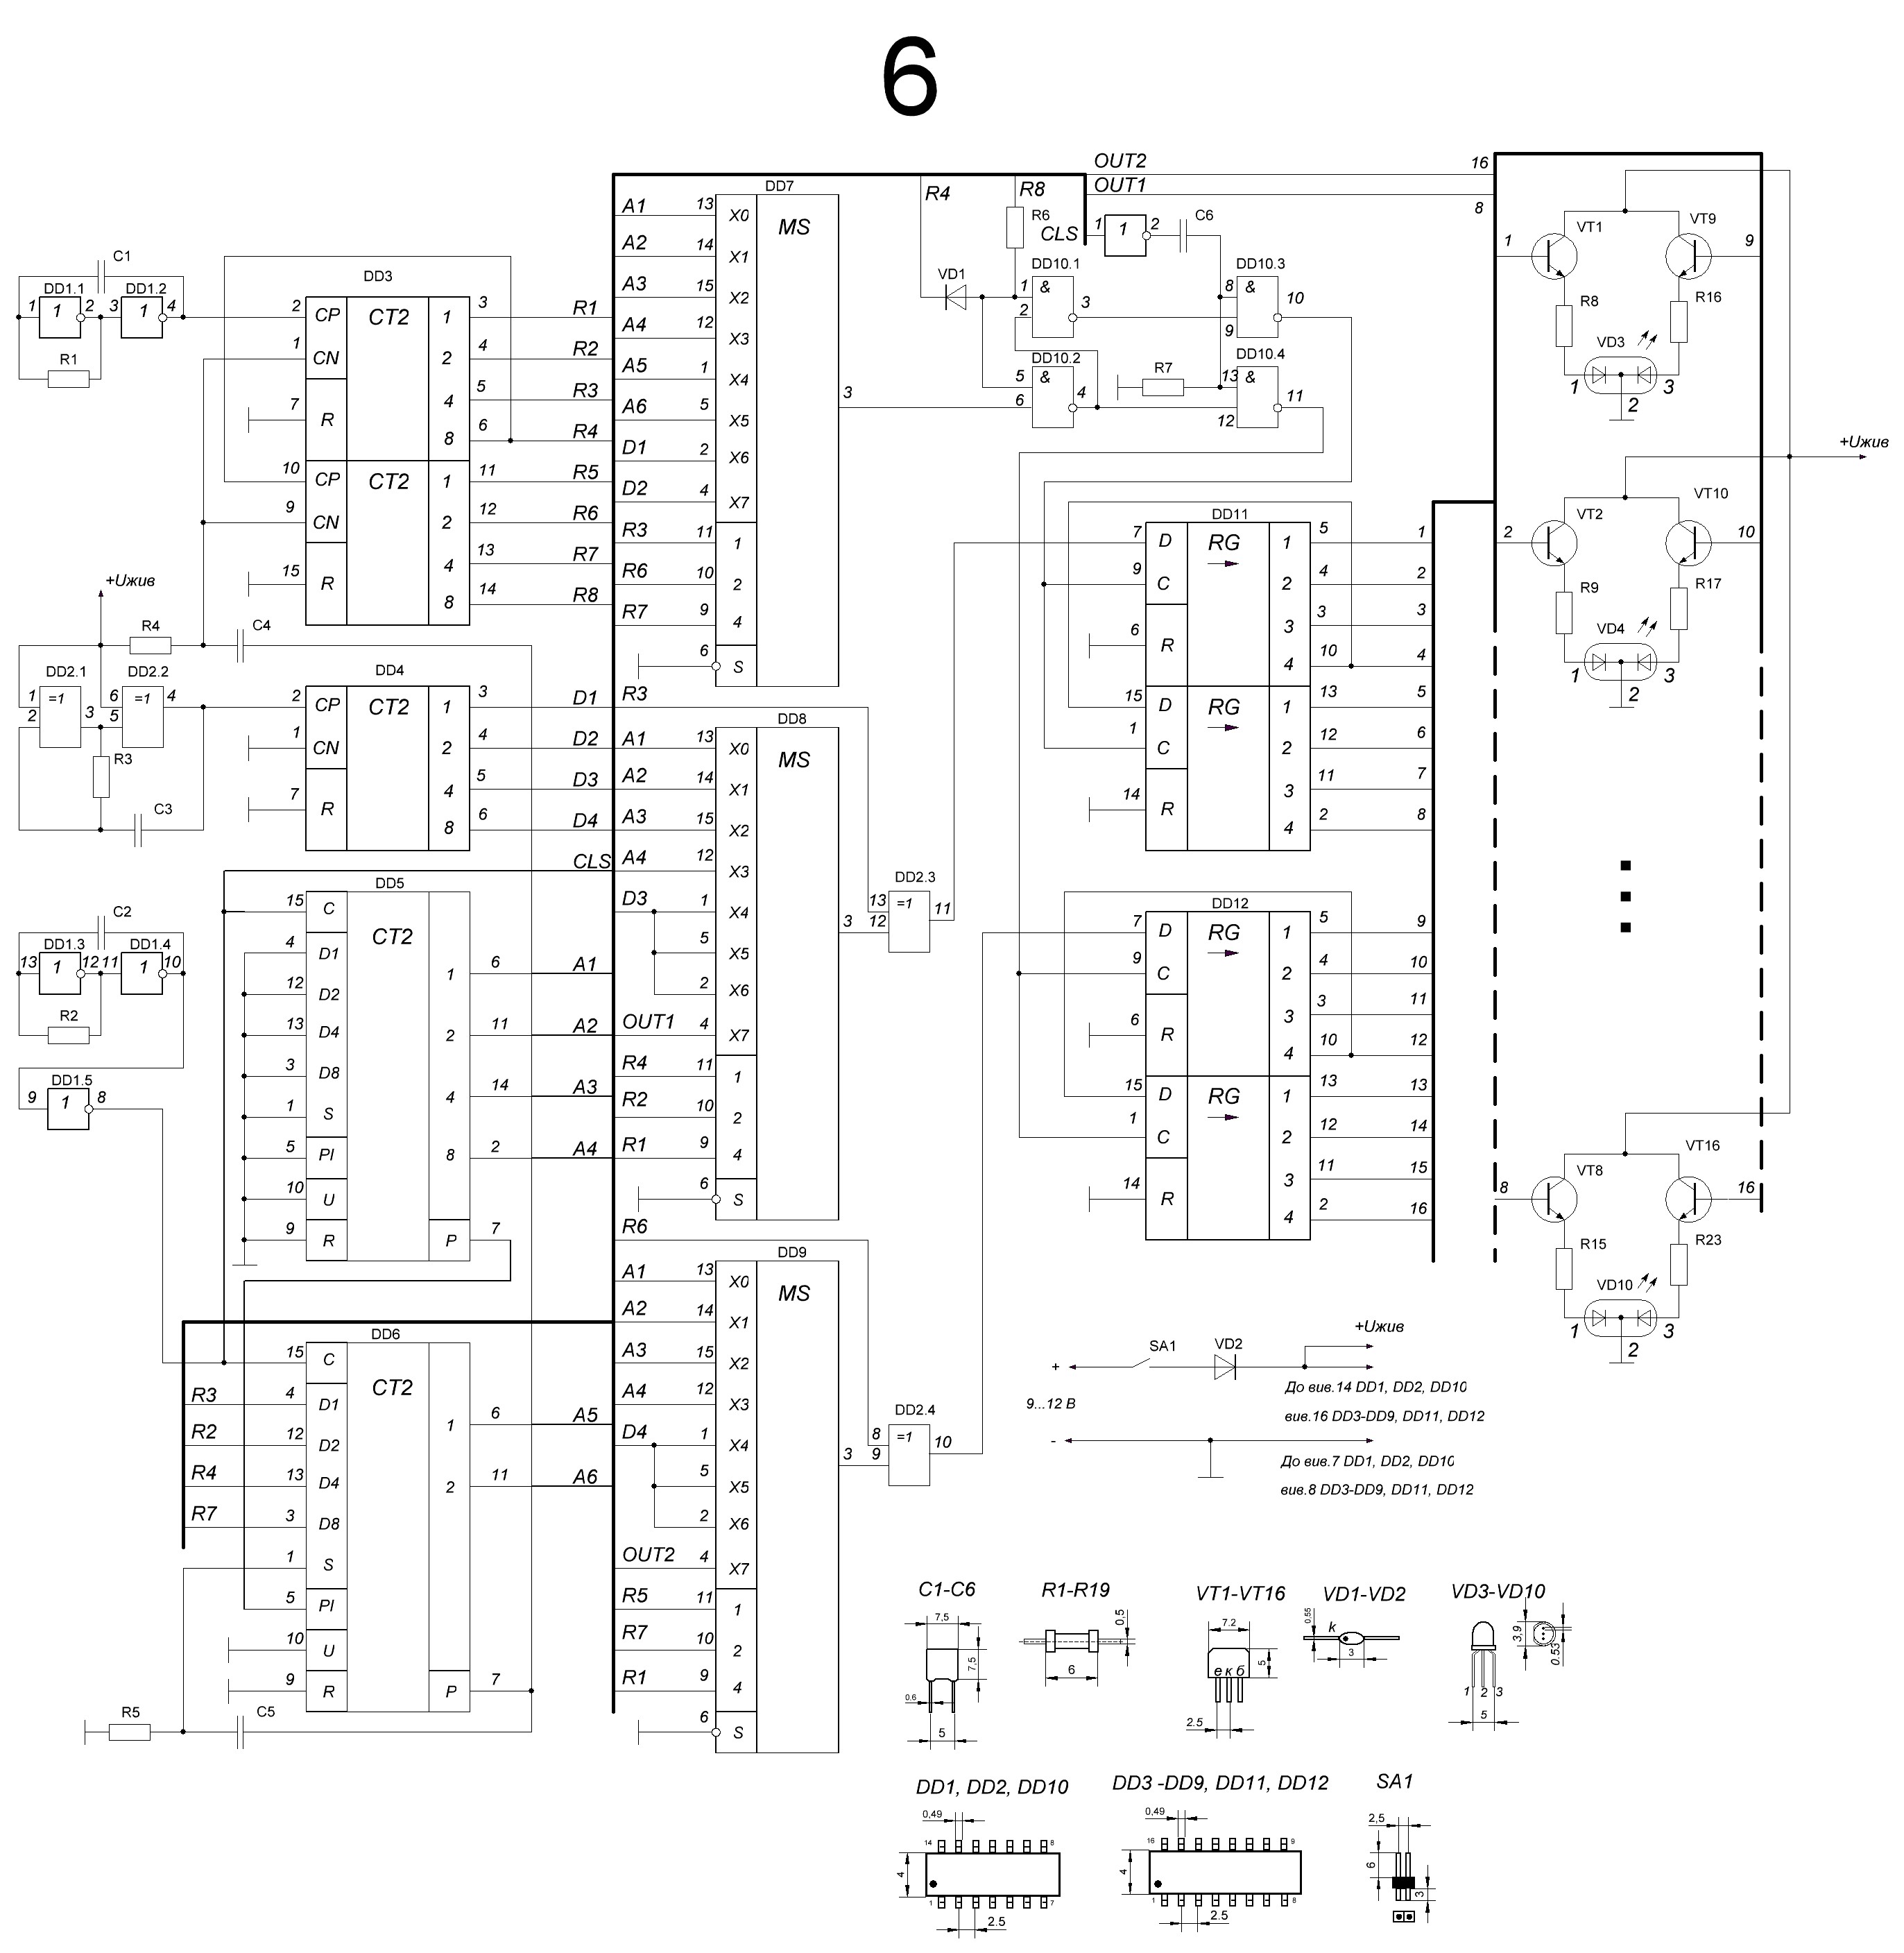 6
C1
DD1.1 DD1.2
1 1 2 3 1 4
R1
DD3
2 CP CT2 1 3 R1
1 CN 2 4 R2
4 5 R3
7 R 8 6 R4
10 CP CT2 1 11 R5
9 CN 2 12 R6
4 13 R7
15 R 8 14 R8
+Uжив
R4 C4
DD2.1 DD2.2
1 2 =1 3 6 5 =1 4
R3
C3
DD4
2 CP CT2 1 3 D1
1 CN 2 4 D2
4 5 D3
7 R 8 6 D4
CLS
C2
DD1.3 DD1.4
13 1 12 11 1 10
R2
DD1.5
9 1 8
DD5
15 C CT2
4 D1 1 6 A1
12 D2
13 D4 2 11 A2
3 D8
1 S 4 14 A3
5 PI 8 2 A4
10 U
9 R P 7
DD6
15 C CT2
R3 4 D1 1 6 A5
R2 12 D2
R4 13 D4 2 11 A6
R7 3 D8
1 S
5 PI
10 U
9 R P 7
R5 C5
DD7
A1 13 X0 MS
A2 14 X1
A3 15 X2
A4 12 X3
A5 1 X4
A6 5 X5
D1 2 X6
D2 4 X7
R3 11 1
R6 10 2
R7 9 4
6 S
3
R3
DD8
A1 13 X0 MS
A2 14 X1
A3 15 X2
A4 12 X3
D3 1 X4
5 X5
2 X6
OUT1 4 X7
R4 11 1
R2 10 2
R1 9 4
6 S
3
DD2.3
13 12 =1 11
R6
DD9
A1 13 X0 MS
A2 14 X1
A3 15 X2
A4 12 X3
D4 1 X4
5 X5
2 X6
OUT2 4 X7
R5 11 1
R7 10 2
R1 9 4
6 S
3
DD2.4
8 9 =1 10
OUT2 16
OUT1 8
R4 R8
R6
CLS 1 1 2 C6
VD1
DD10.1
1 2 & 3
DD10.3
8 9 & 10
DD10.2
5 6 & 4
R7
DD10.4
13 12 & 11
DD11
7 D RG 1 5 1
9 C 2 4 2
3 3 3
6 R 4 10 4
15 D RG 1 13 5
1 C 2 12 6
3 11 7
14 R 4 2 8
DD12
7 D RG 1 5 9
9 C 2 4 10
3 3 11
6 R 4 10 12
15 D RG 1 13 13
1 C 2 12 14
3 11 15
14 R 4 2 16
1 VT1 VT9 9
R8 R16
VD3
1 2 3
+Uжив
2 VT2 VT10 10
R9 R17
VD4
1 2 3
8 VT8 VT16 16
R15 R23
VD10
1 2 3
+Uжив
+ SA1 VD2
9...12 В
До вив.14 DD1, DD2, DD10
вив.16 DD3-DD9, DD11, DD12
-
До вив.7 DD1, DD2, DD10
вив.8 DD3-DD9, DD11, DD12
C1-C6
7,5
7,5
0.6
5
R1-R19
0,5
6
VT1-VT16
7.2
5
е к б
2.5
VD1-VD2
0,55
k
3
VD3-VD10
3,9
0.53
1 2 3
5
DD1, DD2, DD10
0,49
14 8
4
1 7
2.5
DD3 -DD9, DD11, DD12
0,49
16 9
4
1 8
2.5
SA1
2,5
6
3